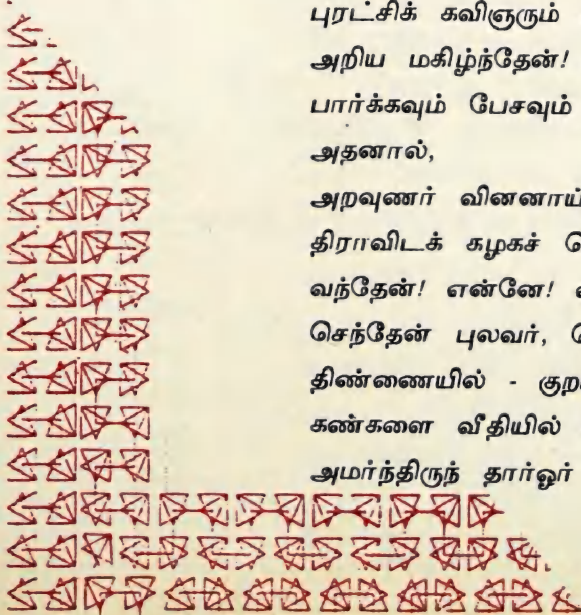 புரட்சிக் கவிஞரும்
அறிய மகிழ்ந்தேன்!
பார்க்கவும் பேசவும்
அதனால்,
அறவுணர் வினனாய்
திராவிடக் கழகச்
வந்தேன்! என்னே!
செந்தேன் புலவர்,
திண்ணையில் - குற
கண்களை வீதியில்
அமர்ந்திருந் தார்ஓர்